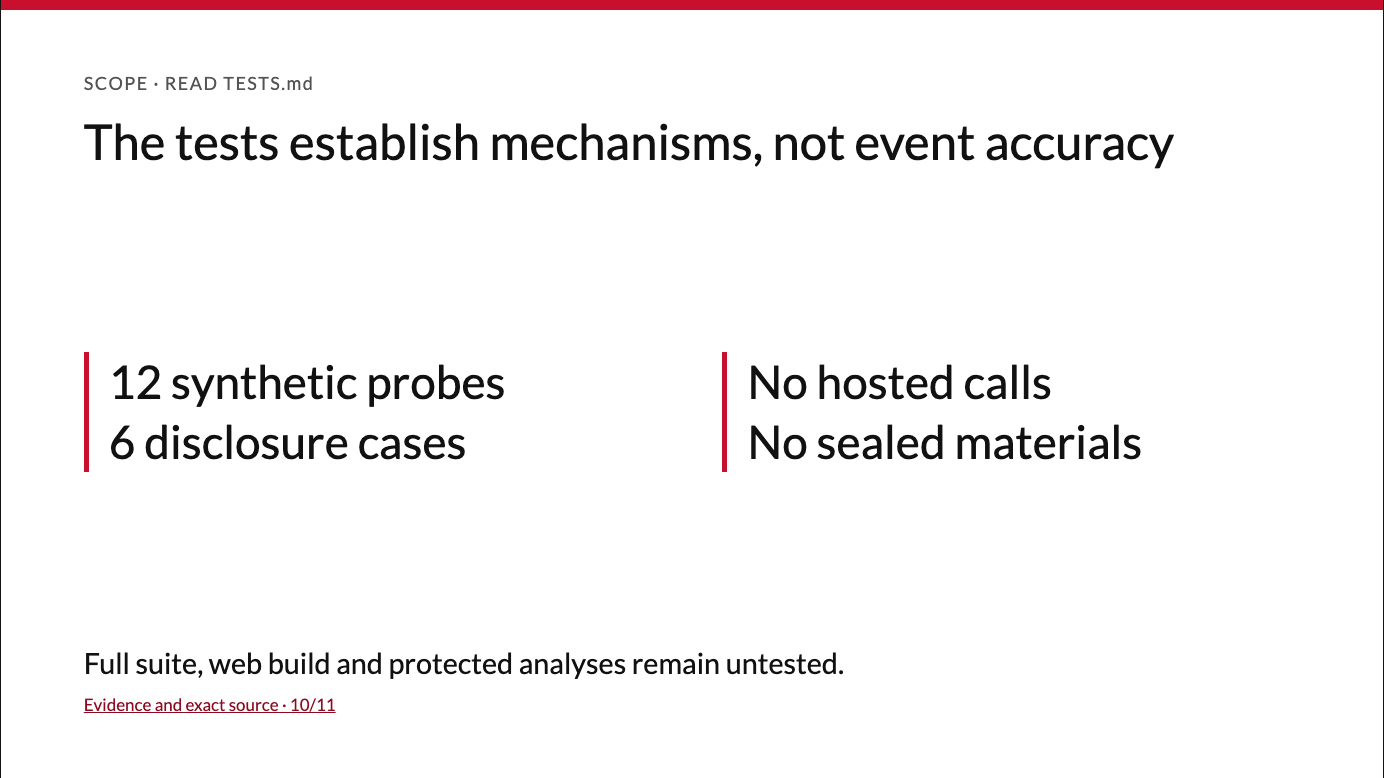 SCOPE · READ TESTS.md
The tests establish mechanisms, not event accuracy
12 synthetic probes
6 disclosure cases
No hosted calls
No sealed materials
Full suite, web build and protected analyses remain untested.
Evidence and exact source · 10/11